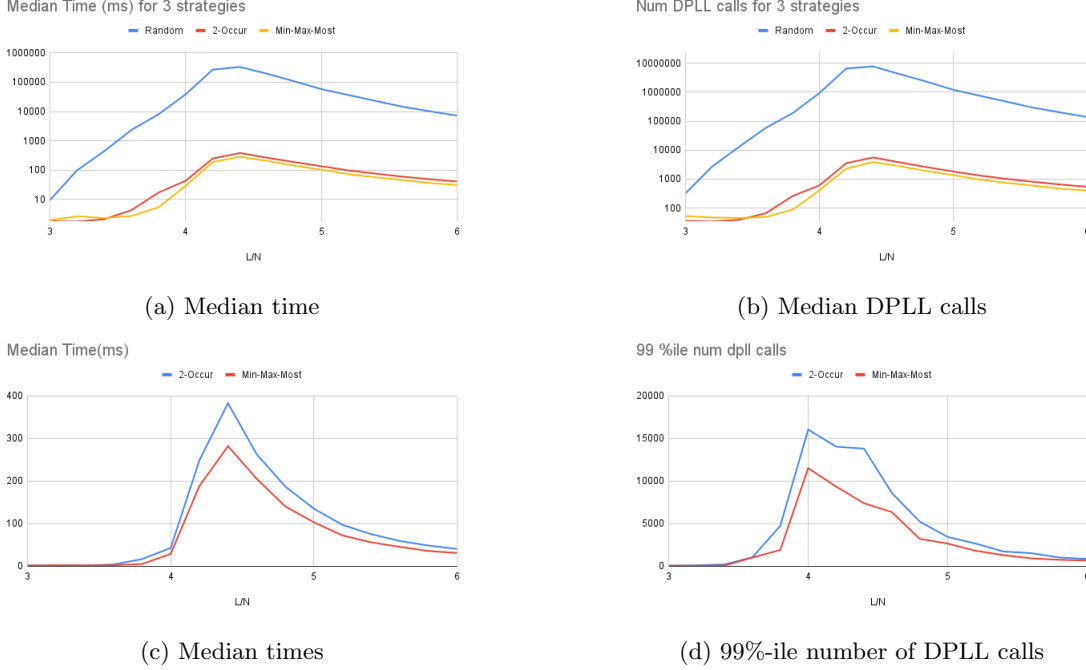 Median Time (ms) for 3 strategies
Random 2-Occur Min-Max-Most
1000000
100000
10000
1000
100
10
3 4 5 6
L/N
(a) Median time
Num DPLL calls for 3 strategies
Random 2-Occur Min-Max-Most
10000000
1000000
100000
10000
1000
100
3 4 5 6
L/N
(b) Median DPLL calls
Median Time(ms)
2-Occur Min-Max-Most
400
300
200
100
0
3 4 5 6
L/N
(c) Median times
99 %ile num dpll calls
2-Occur Min-Max-Most
20000
15000
10000
5000
0
3 4 5 6
L/N
(d) 99%-ile number of DPLL calls